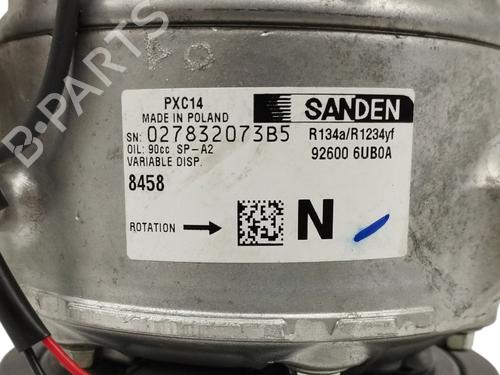 B-PARTS
PXC14
MADE IN POLAND
SANDEN
SN: 027832073B5
R134a/R1234yf
OIL: 90cc SP-A2
92600 6UB0A
VARIABLE DISP.
8458
ROTATION
N